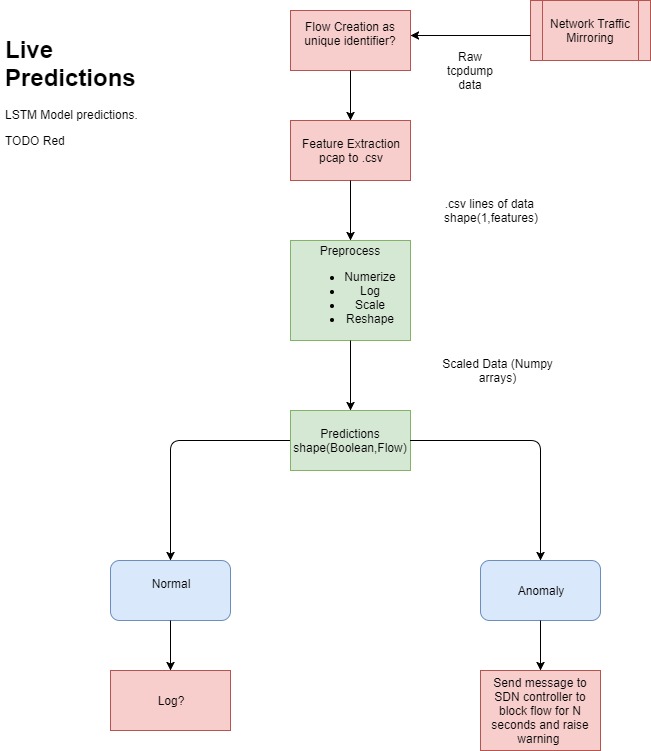 Live
Predictions
LSTM Model predictions.
TODO Red
Network Traffic
Mirroring
Raw
tcpdump
data
Flow Creation as
unique identifier?
Feature Extraction
pcap to .csv
.csv lines of data
shape(1,features)
Preprocess
Numerize
Log
Scale
Reshape
Scaled Data (Numpy
arrays)
Predictions
shape(Boolean,Flow)
Normal
Anomaly
Log?
Send message to
SDN controller to
block flow for N
seconds and raise
warning